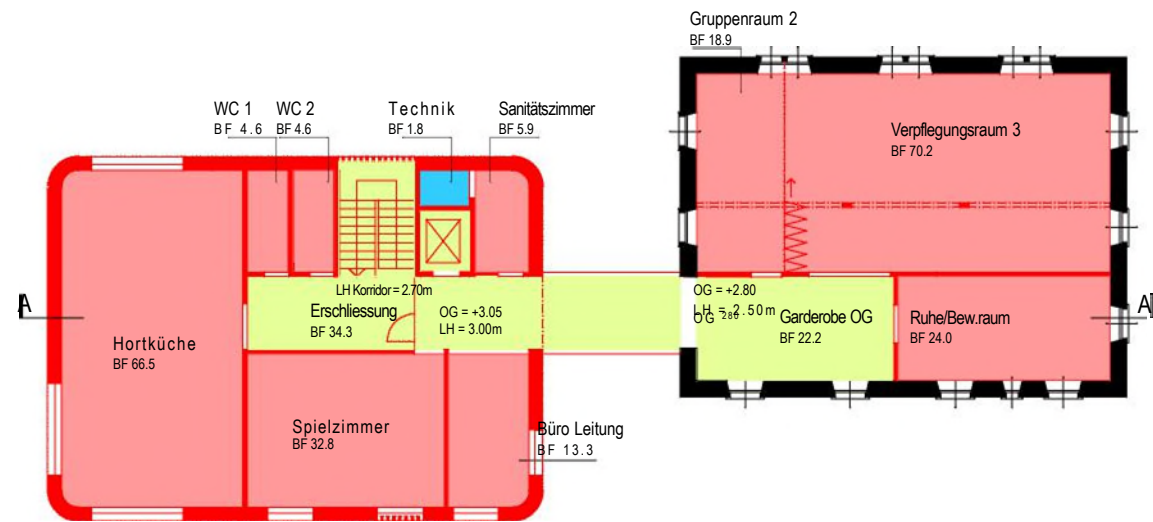 Gruppenraum 2
BF 18.9
WC 1
BF 4.6
WC 2
BF 4.6
Technik
BF 1.8
Sanitätszimmer
BF 5.9
Verpflegungsraum 3
BF 70.2
A
LH Korridor = 2.70m
Erschliessung
BF 34.3
OG = +3.05
LH = 3.00m
OG = +2.80
LH = 2.50m
OG
Garderobe OG
BF 22.2
Ruhe/Bew.raum
BF 24.0
A
Hortküche
BF 66.5
Spielzimmer
BF 32.8
Büro Leitung
BF 13.3